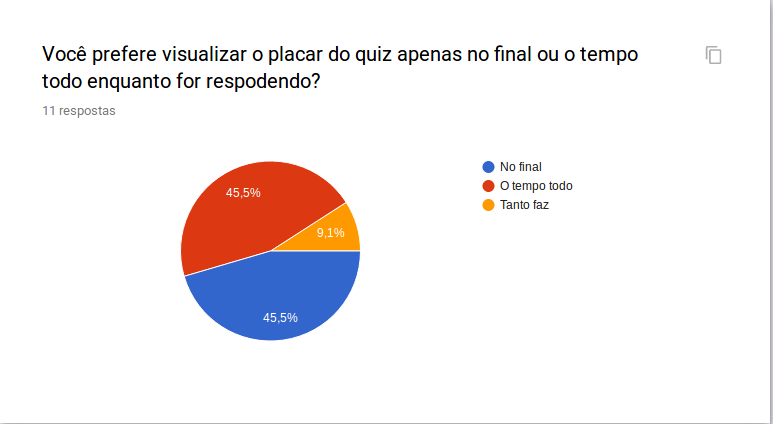 Você prefere visualizar o placar do quiz apenas no final ou o tempo
todo enquanto for respodendo?
11 respostas
No final
O tempo todo
Tanto faz
45,5%
9,1%
45,5%